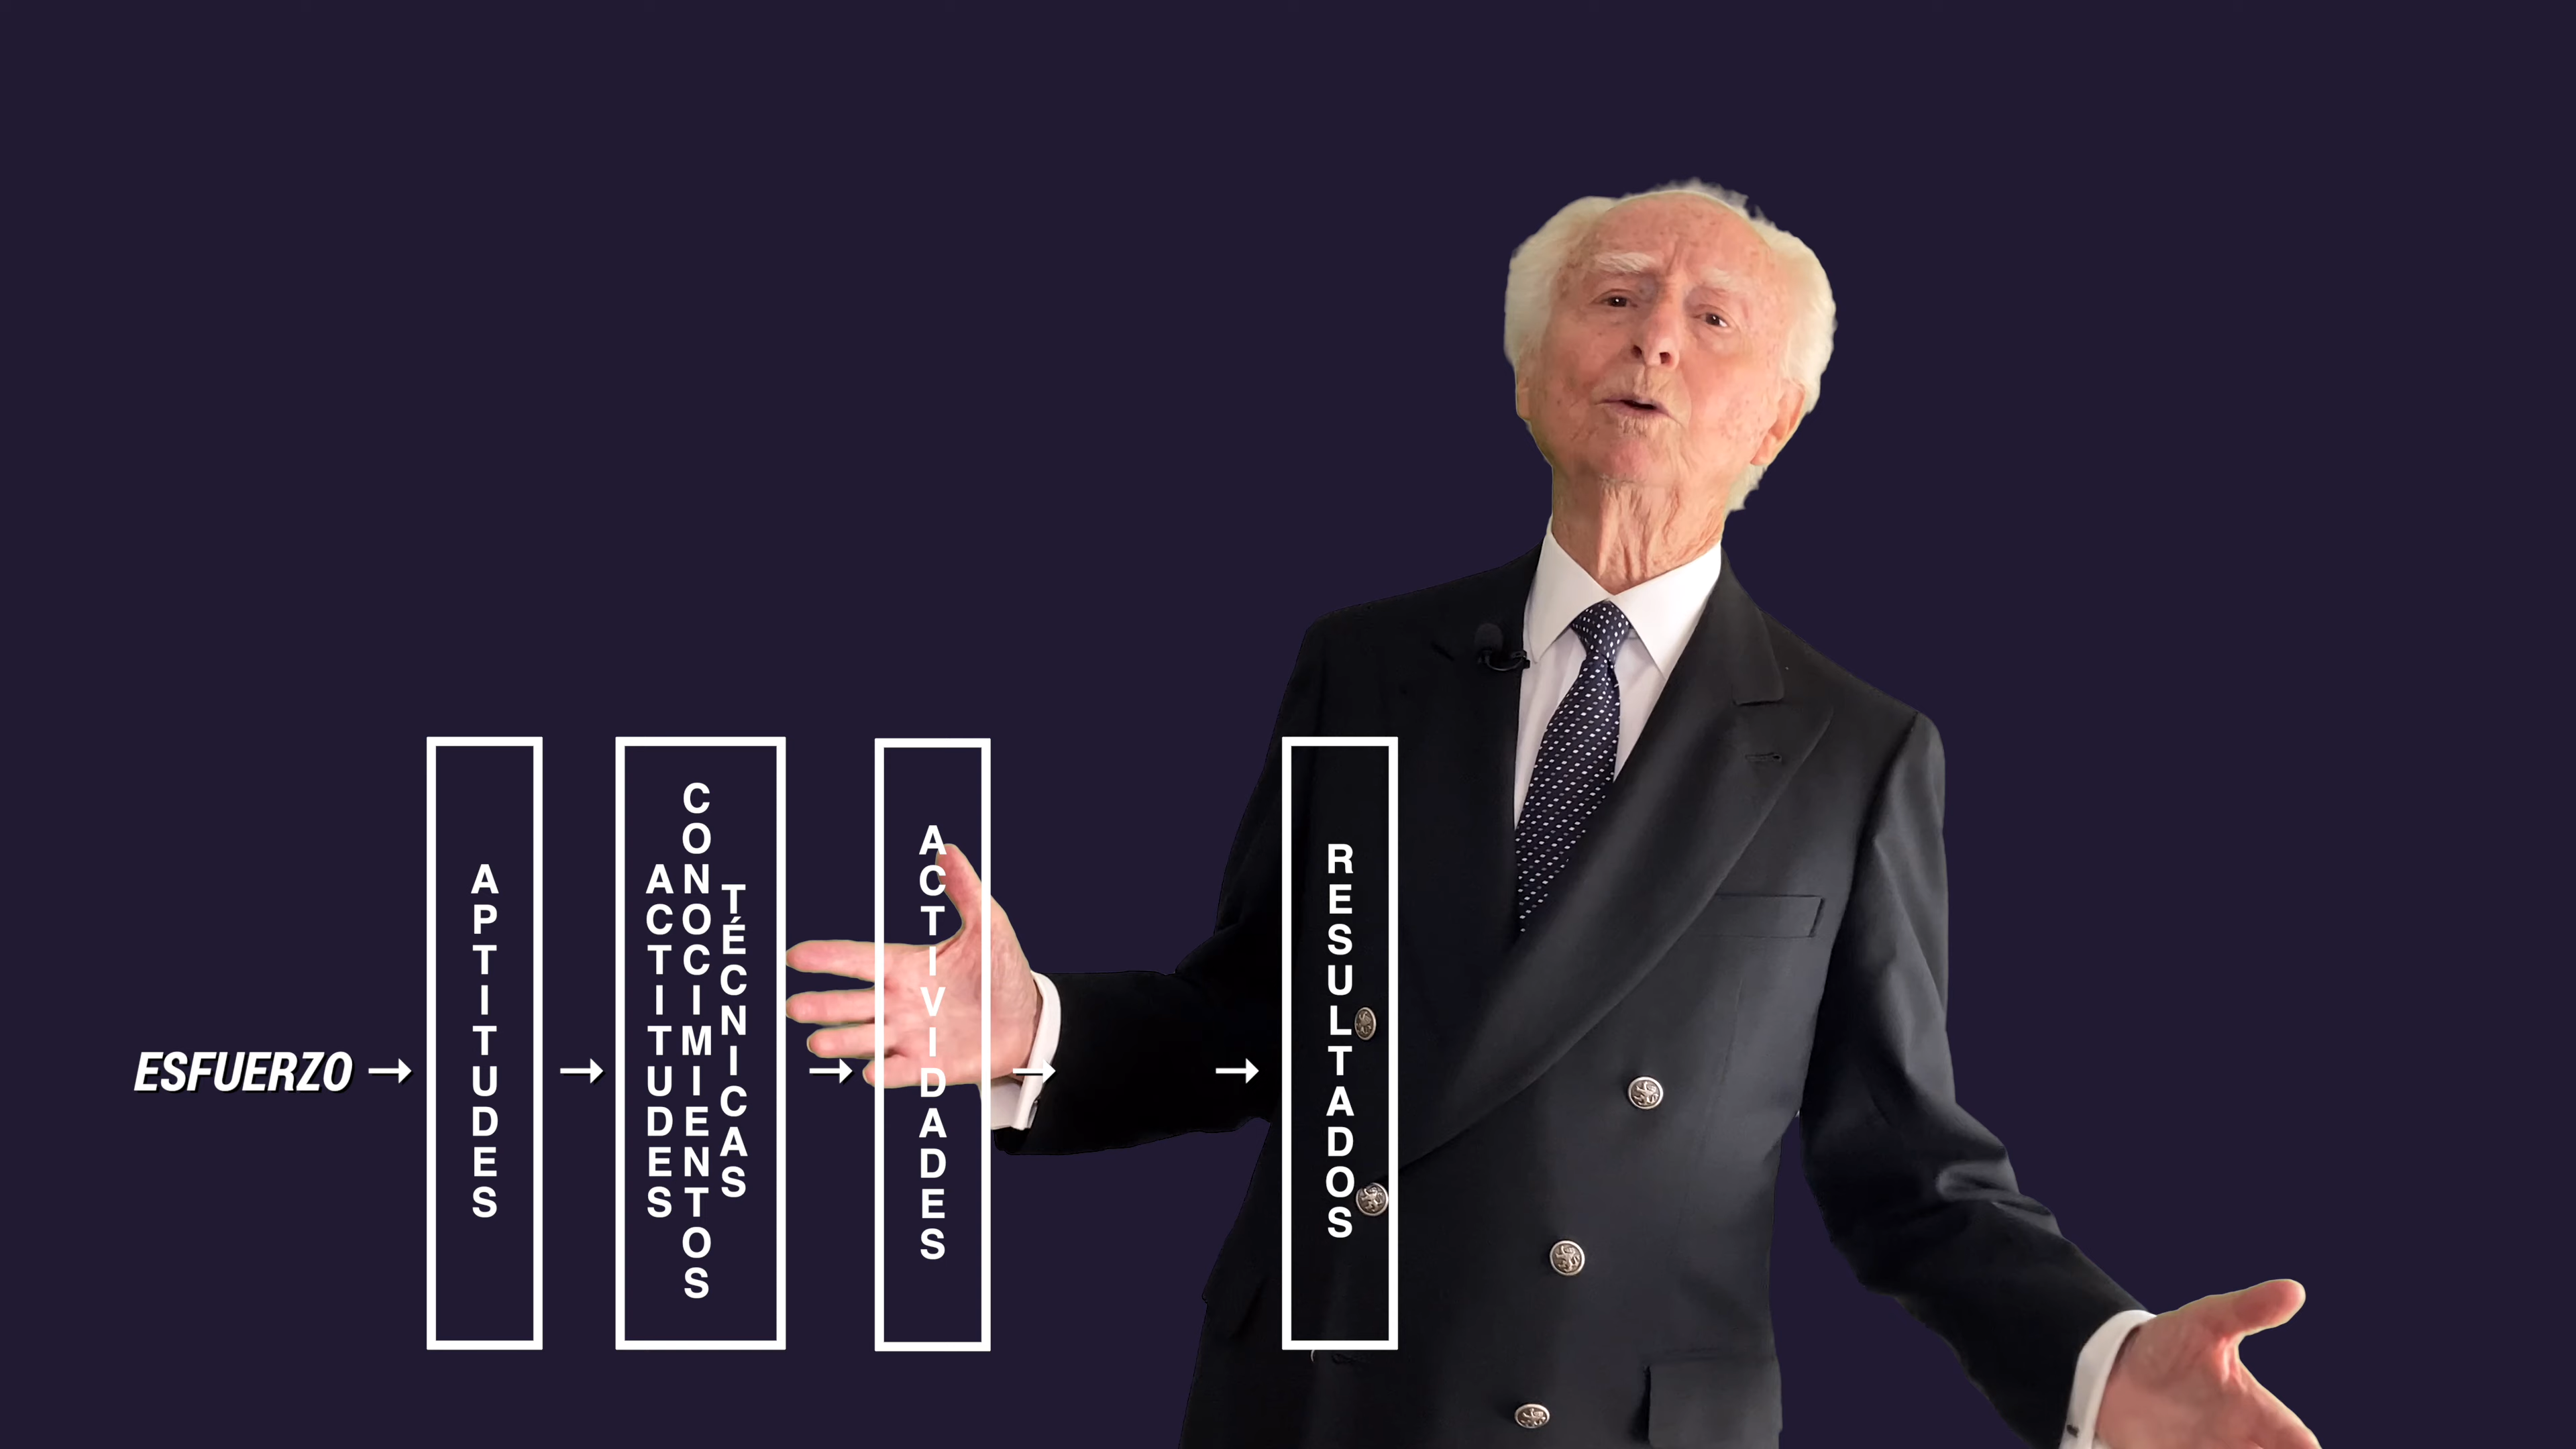 ESFUERZO →
APTITUDES
→
ACTITUDES
CONOCIMIENTOS
TÉCNICAS
→
ACTIVIDADES
→
→
RESULTADOS